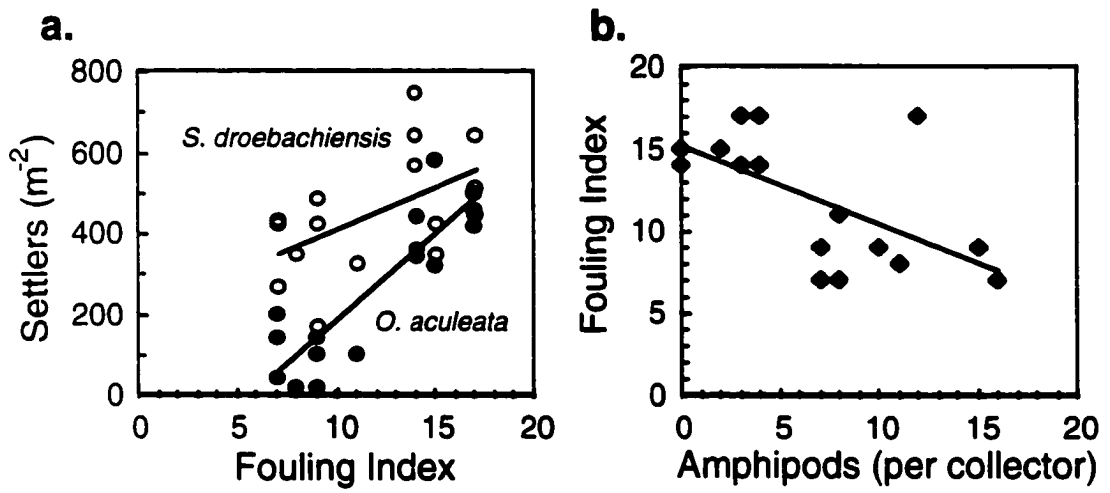 a.
Settlers (m-2)
800
600
400
200
0
S. droebachiensis
O. aculeata
0 5 10 15 20
Fouling Index
b.
Fouling Index
20
15
10
5
0
0 5 10 15 20
Amphipods (per collector)